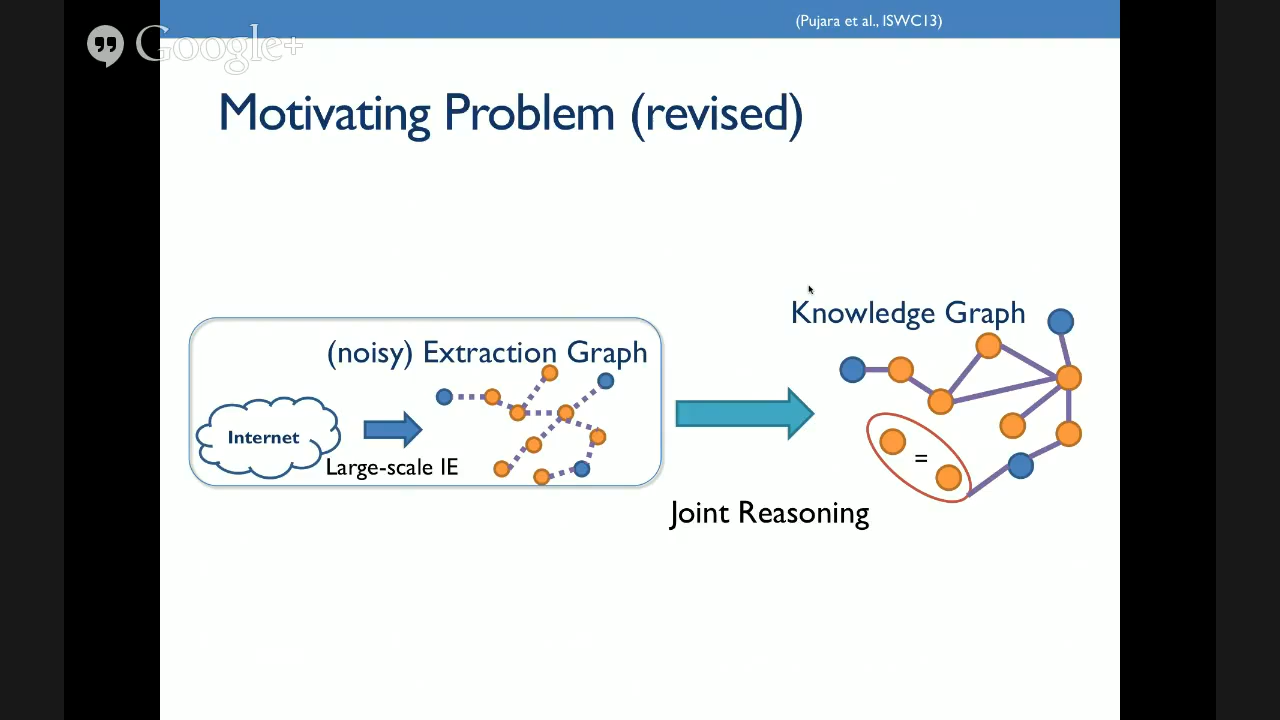 (Pujara et al., ISWC13)
Google+
Motivating Problem (revised)
(noisy) Extraction Graph
Internet
Large-scale IE
Joint Reasoning
Knowledge Graph
=